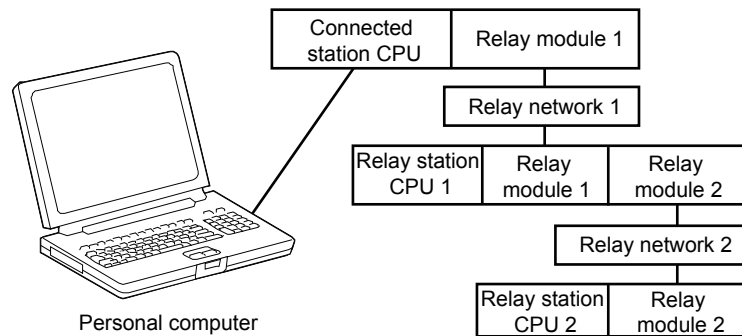 Connected
station CPU
Relay module 1
Relay network 1
Relay station
CPU 1
Relay
module 1
Relay
module 2
Relay network 2
Relay station
CPU 2
Relay
module 2
Personal computer